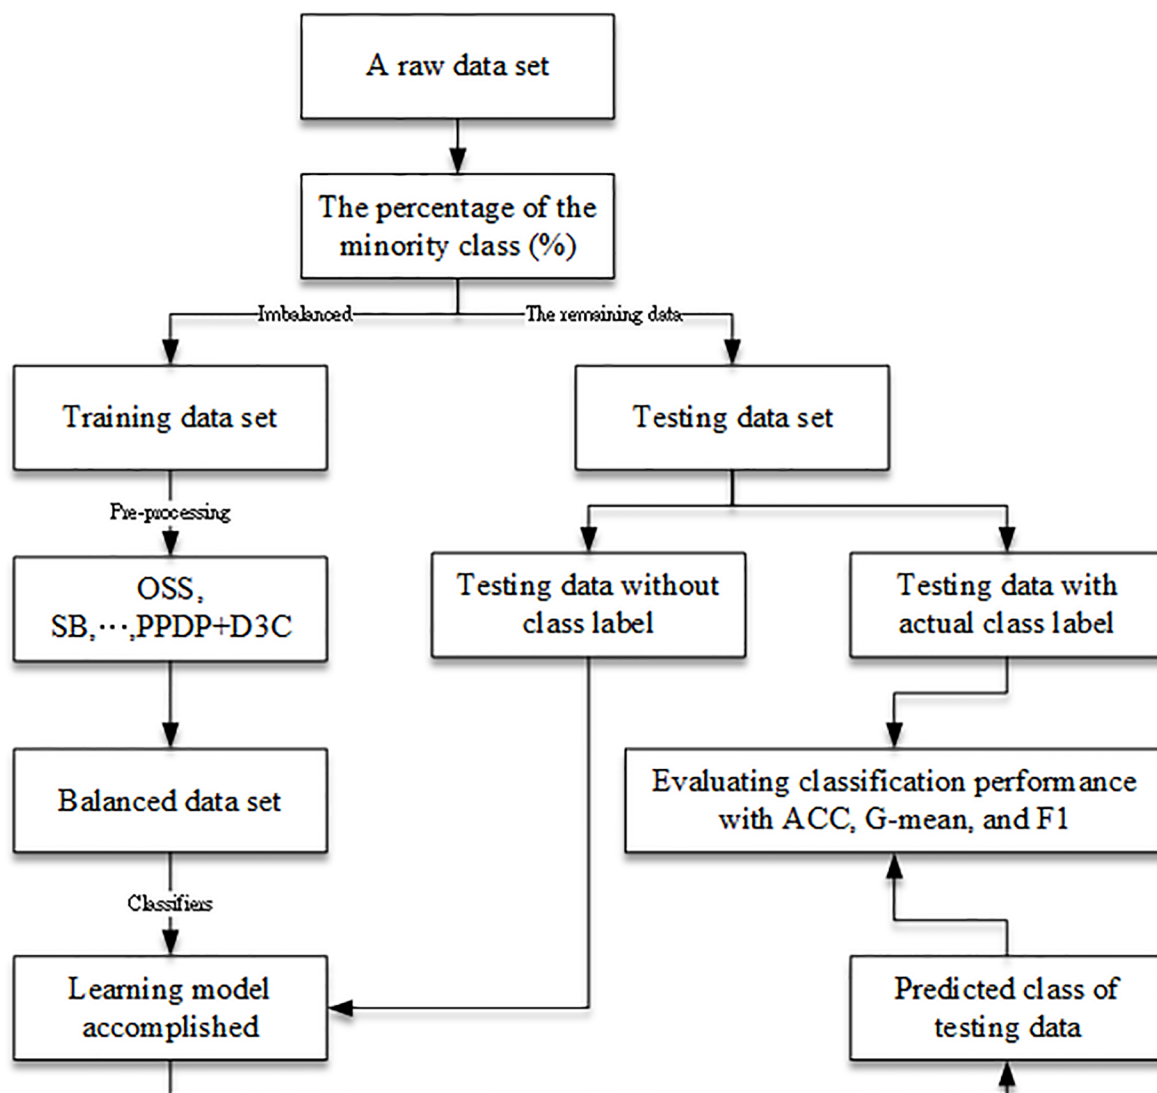 A raw data set
The percentage of the
minority class (%)
Imbalanced
The remaining data
Training data set
Testing data set
Pre-processing
OSS,
SB,···,PPDP+D3C
Testing data without
class label
Testing data with
actual class label
Balanced data set
Evaluating classification performance
with ACC, G-mean, and F1
Classifiers
Learning model
accomplished
Predicted class of
testing data